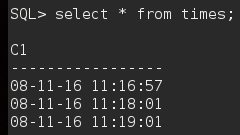 SQL> select * from times;
C1
-----------------
08-11-16 11:16:57
08-11-16 11:18:01
08-11-16 11:19:01